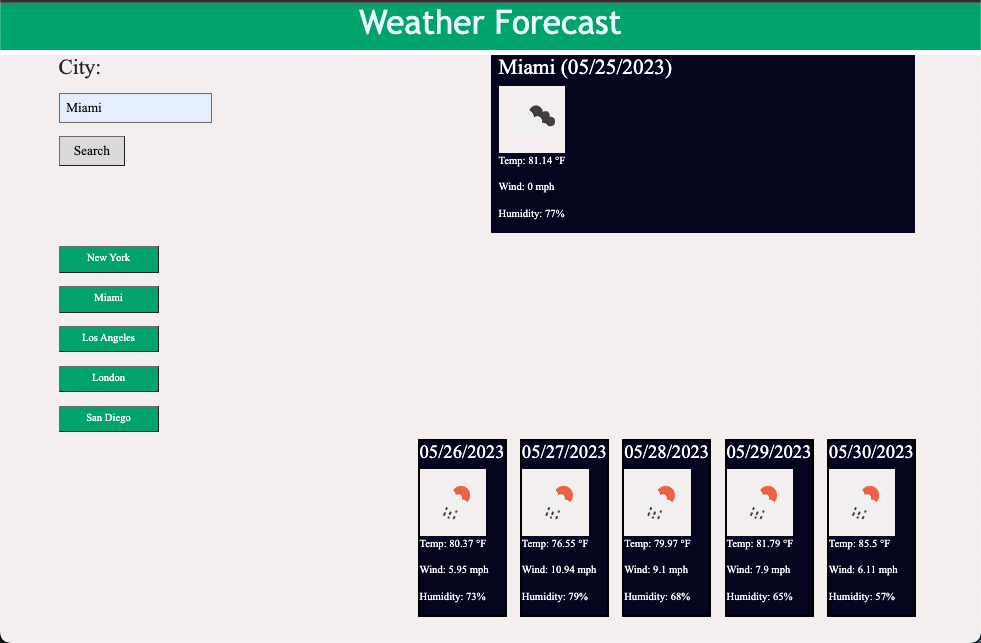 Weather Forecast
City:
Miami
Search
Miami (05/25/2023)
Temp: 81.14 °F
Wind: 0 mph
Humidity: 77%
New York
Miami
Los Angeles
London
San Diego
05/26/2023
Temp: 80.37 °F
Wind: 5.95 mph
Humidity: 73%
05/27/2023
Temp: 76.55 °F
Wind: 10.94 mph
Humidity: 79%
05/28/2023
Temp: 79.97 °F
Wind: 9.1 mph
Humidity: 68%
05/29/2023
Temp: 81.79 °F
Wind: 7.9 mph
Humidity: 65%
05/30/2023
Temp: 85.5 °F
Wind: 6.11 mph
Humidity: 57%